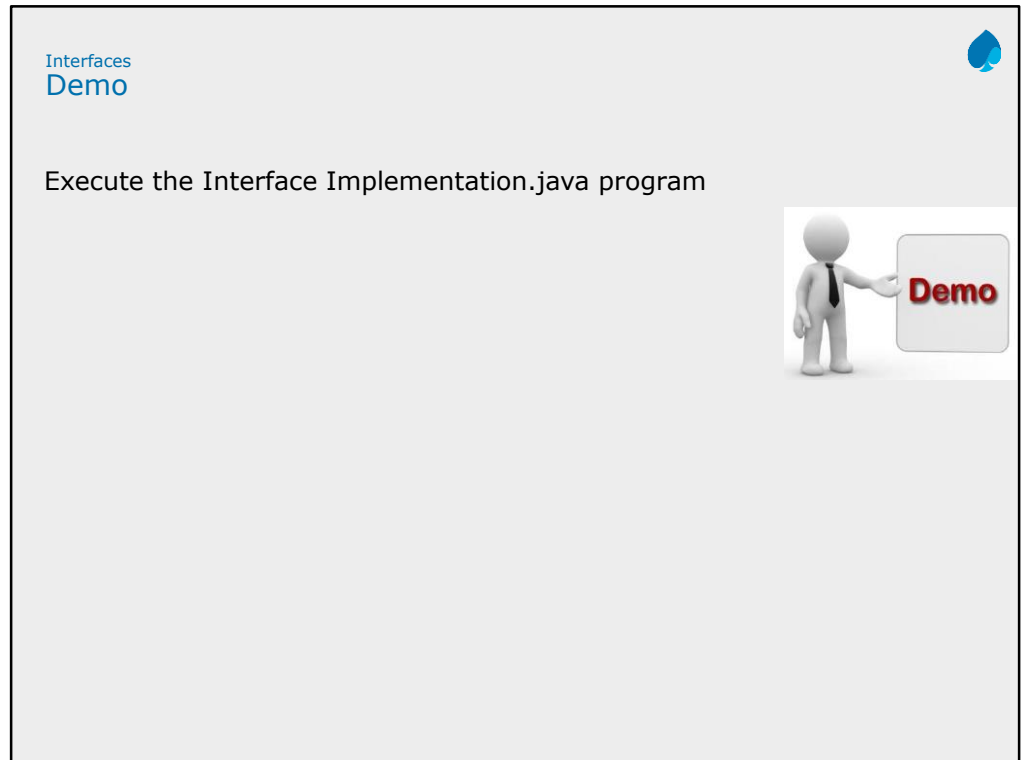 Interfaces
Demo
Execute the Interface Implementation.java program
Demo